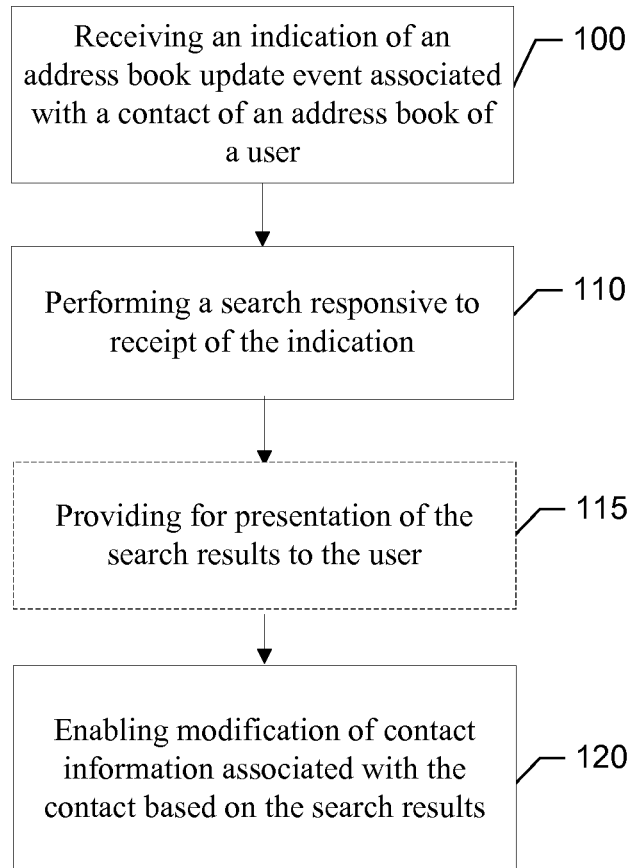 Receiving an indication of an
address book update event associated
with a contact of an address book of
a user
100
Performing a search responsive to
receipt of the indication
110
Providing for presentation of the
search results to the user
115
Enabling modification of contact
information associated with the
contact based on the search results
120